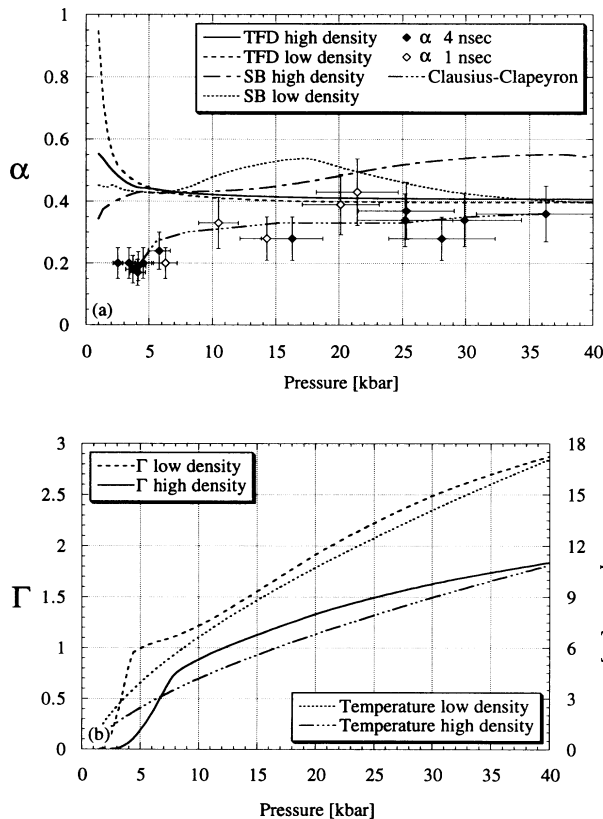 1
0.8
0.6
0.4
0.2
0
α
TFD high density
TFD low density
SB high density
SB low density
α 4 nsec
α 1 nsec
Clausius-Clapeyron
(a)
0 5 10 15 20 25 30 35 40
Pressure [kbar]
3
2.5
2
1.5
1
0.5
0
Γ
Γ low density
Γ high density
18
15
12
9
6
3
0
Temperature low density
Temperature high density
(b)
0 5 10 15 20 25 30 35 40
Pressure [kbar]